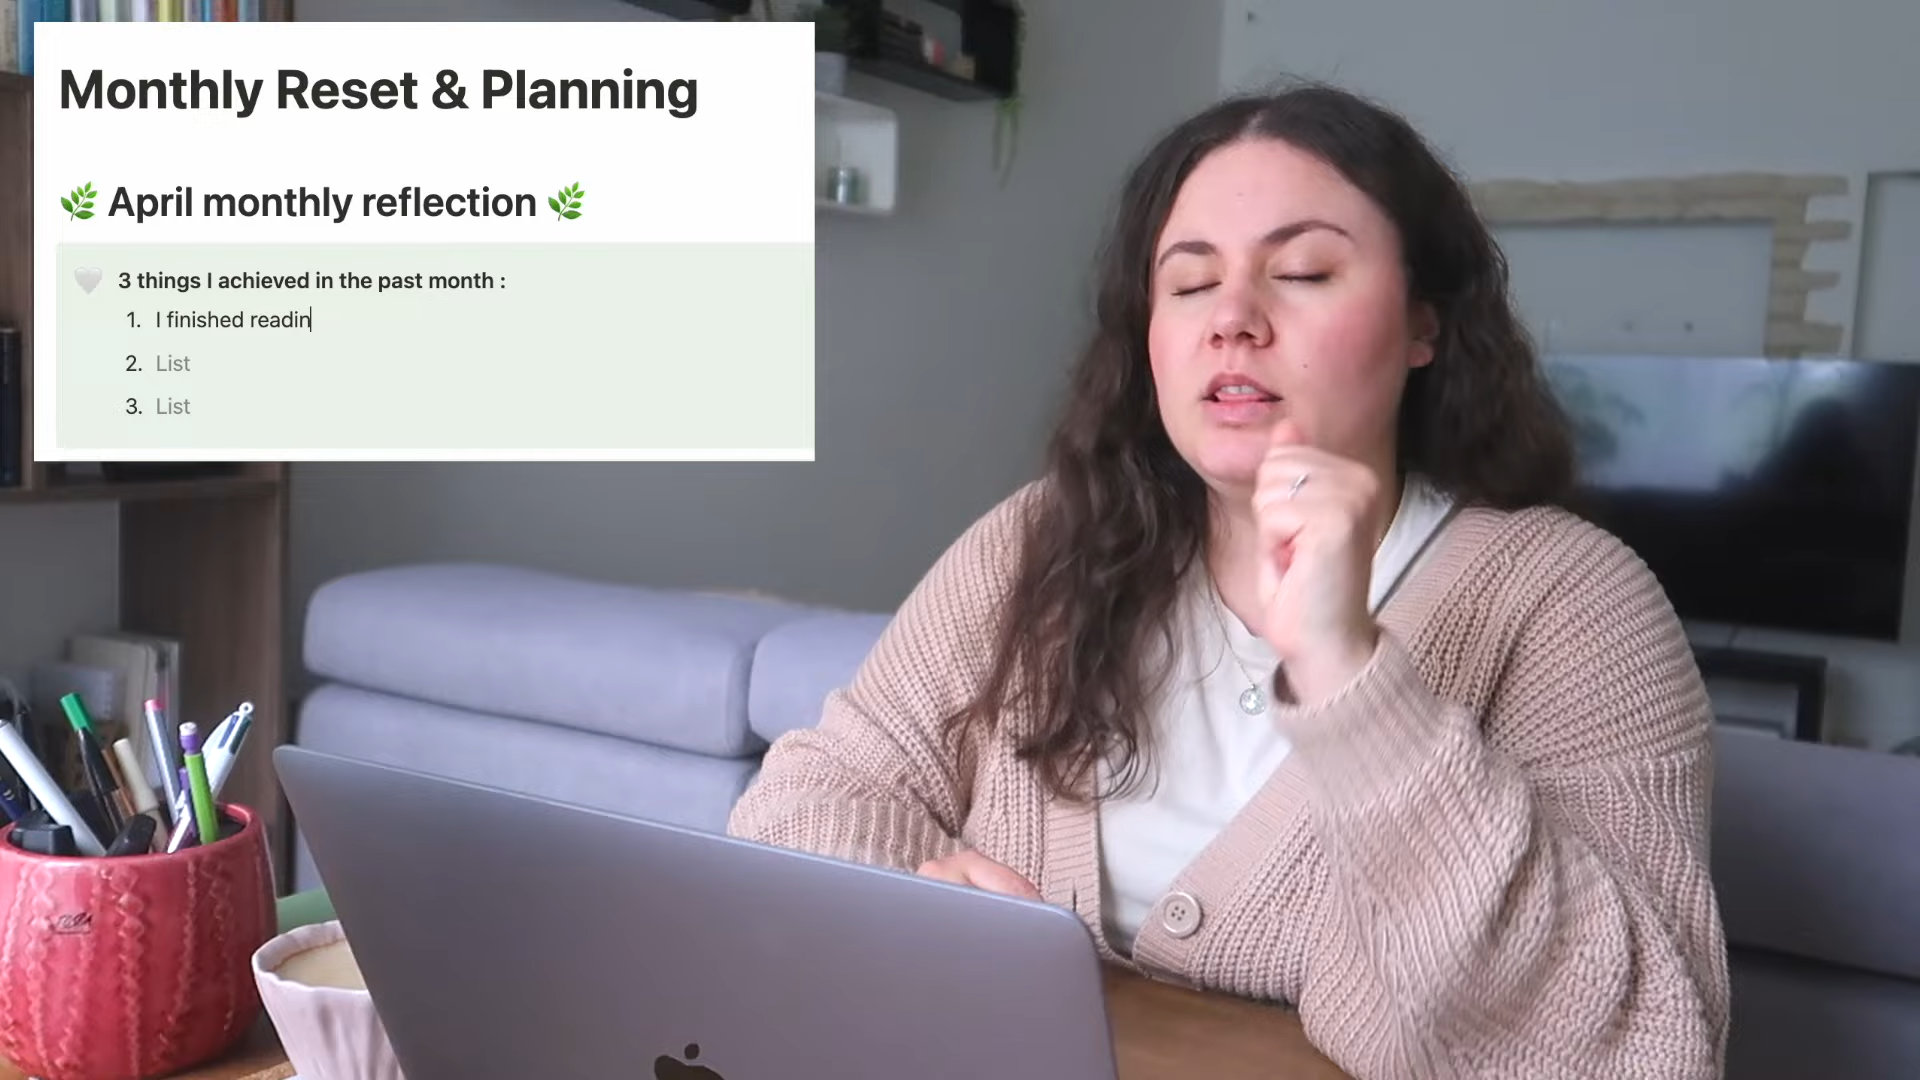 Monthly Reset & Planning
🌿 April monthly reflection 🌿
3 things I achieved in the past month :
1. I finished readin
2. List
3. List